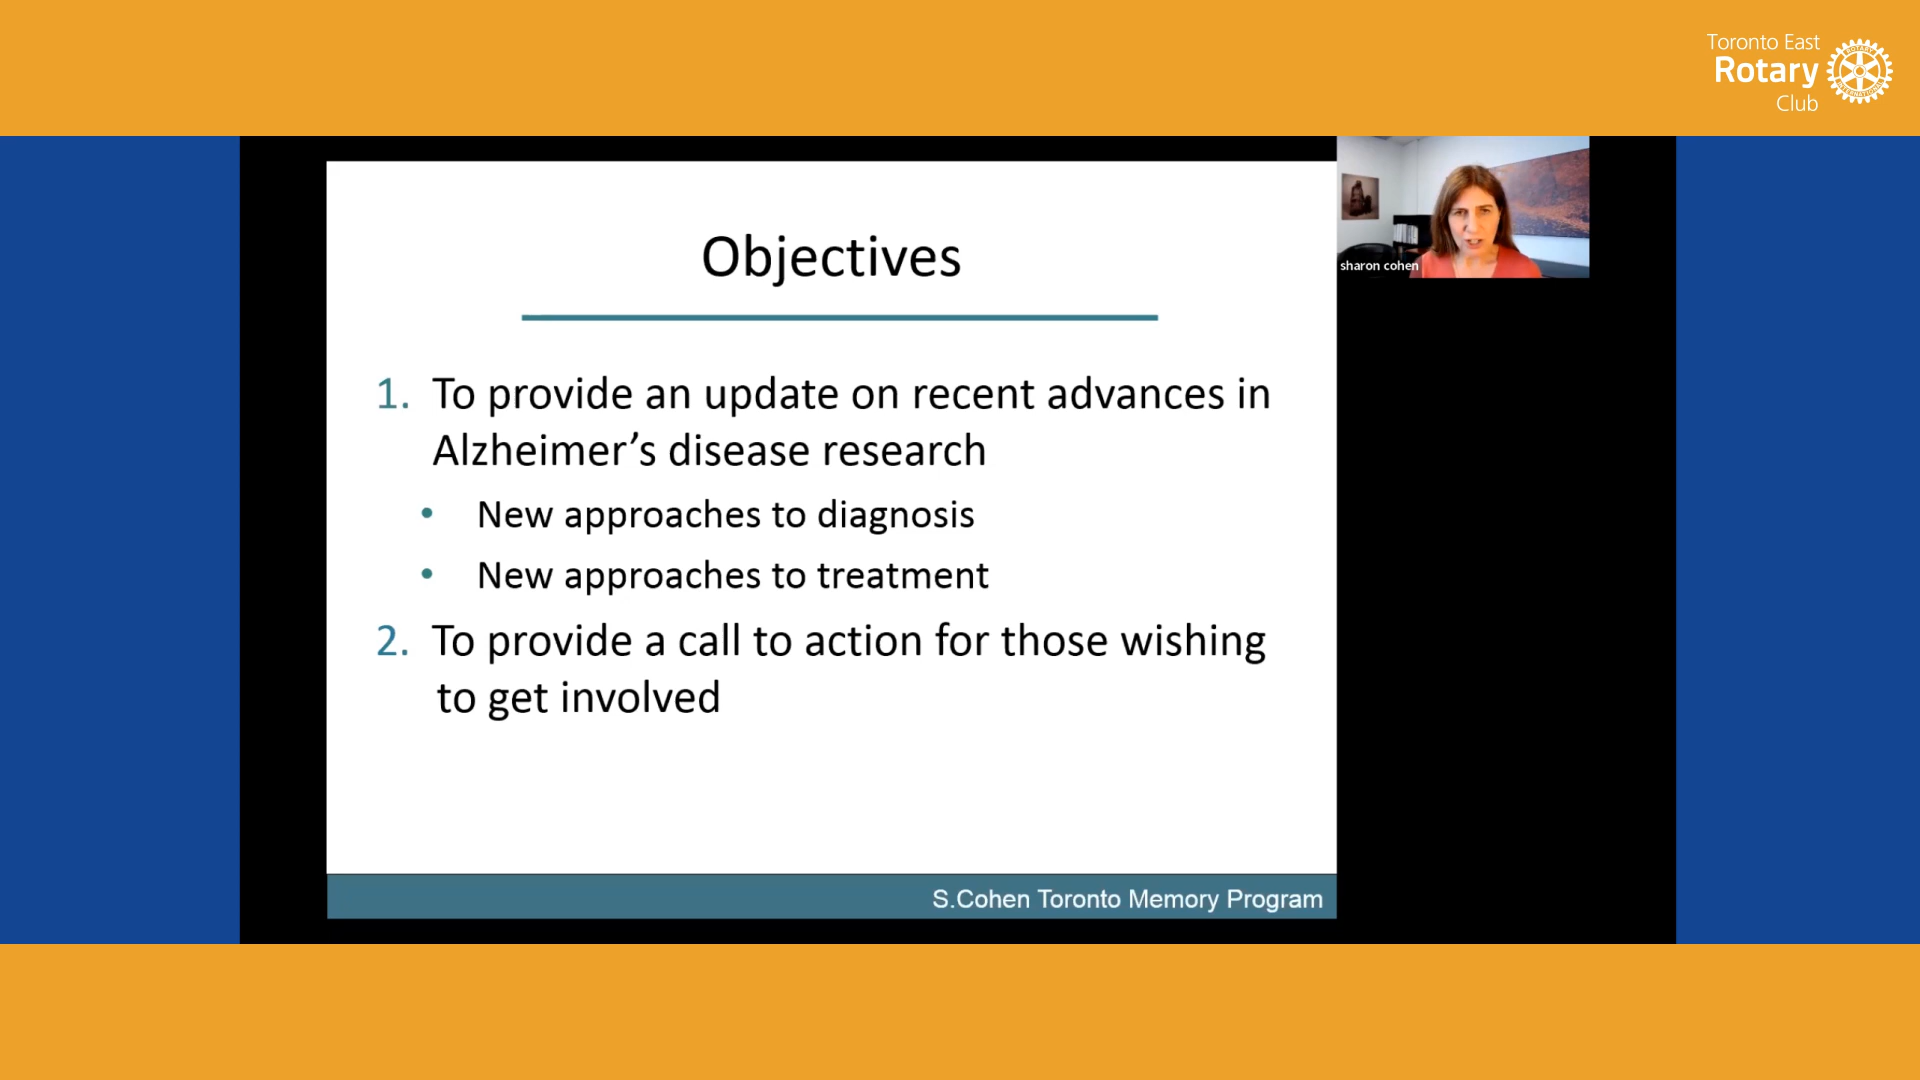 Toronto East
Rotary
Club
Objectives
sharon cohen
1. To provide an update on recent advances in
Alzheimer’s disease research
• New approaches to diagnosis
• New approaches to treatment
2. To provide a call to action for those wishing
to get involved
S.Cohen Toronto Memory Program